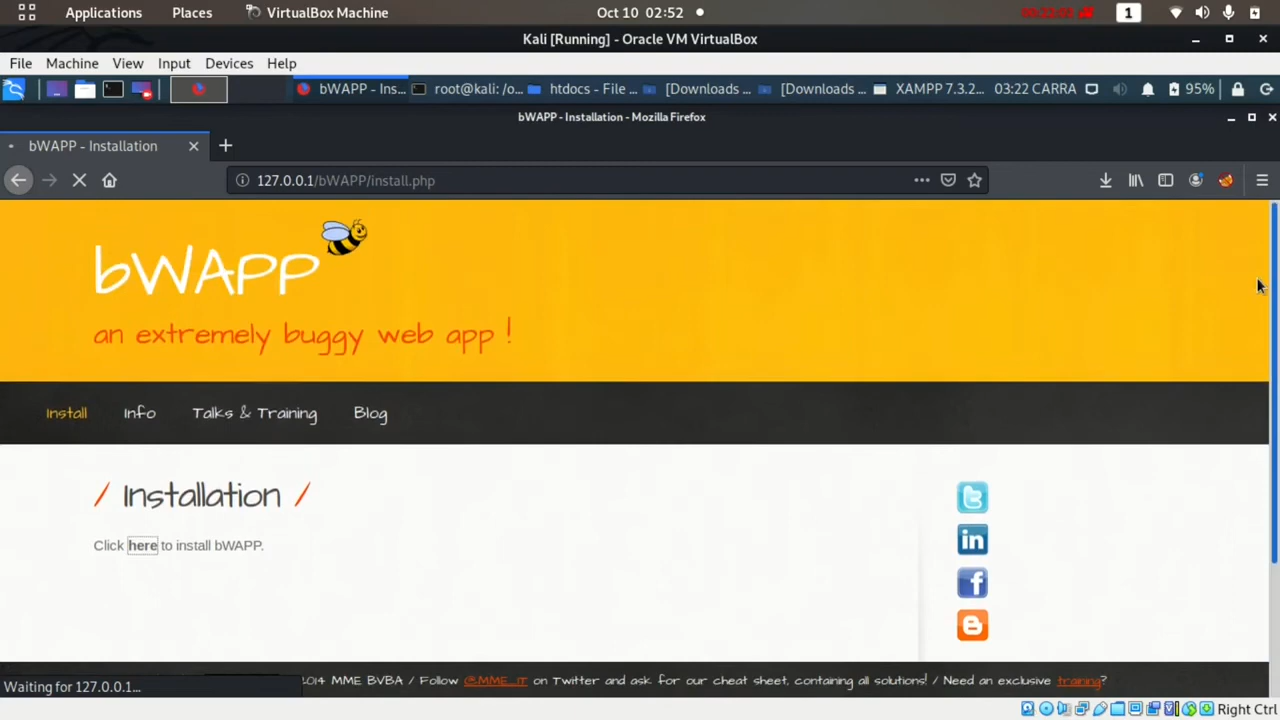 Applications Places VirtualBox Machine Oct 10 02:52 1
Kali [Running] - Oracle VM VirtualBox
File Machine View Input Devices Help
bWAPP - Ins... root@kali: /o... htdocs - File ... [Downloads ... [Downloads ... XAMPP 7.3.2... 03:22 CARRA 95%
bWAPP - Installation - Mozilla Firefox
bWAPP - Installation
127.0.0.1/bWAPP/install.php
bWAPP
an extremely buggy web app !
Install Info Talks & Training Blog
/ Installation /
Click here to install bWAPP.
2014 MME BVBA / Follow @MME_IT on Twitter and ask for our cheat sheet, containing all solutions! / Need an exclusive training?
Waiting for 127.0.0.1...
Right Ctrl